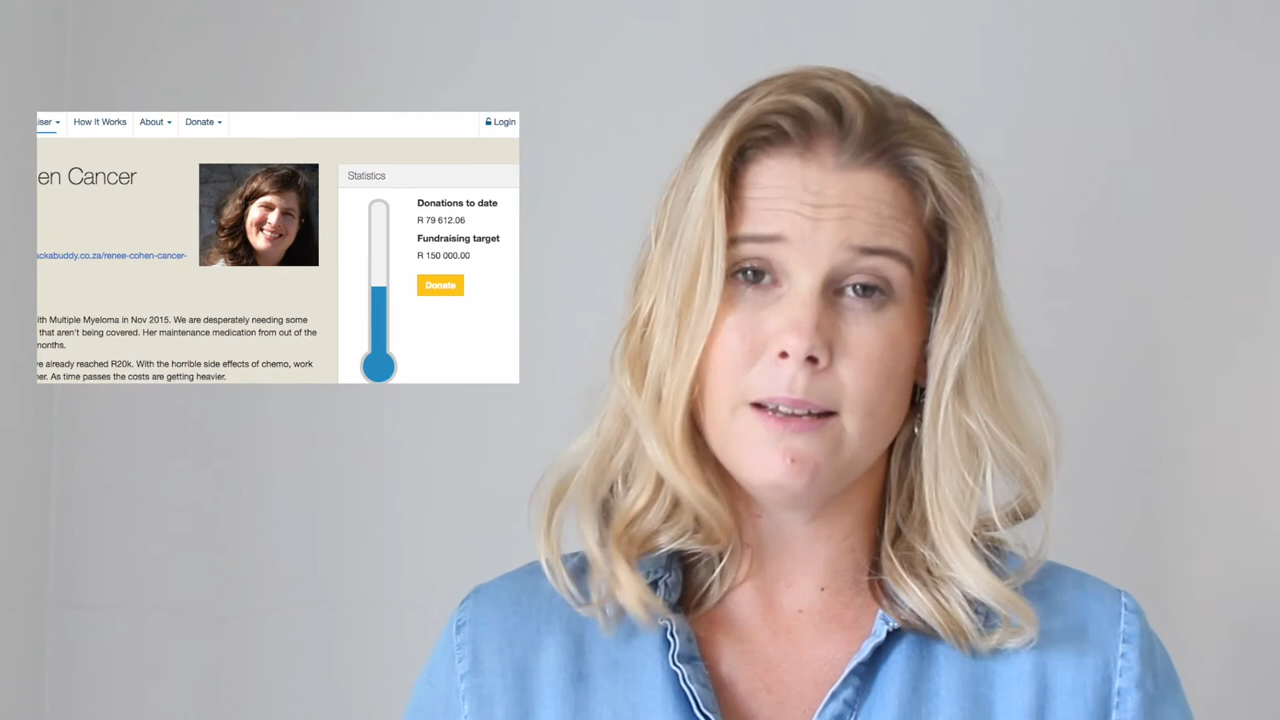 How It Works
About
Donate
Login
Cancer
Statistics
Donations to date
R 79 612.06
Fundraising target
R 150 000.00
Donate
ackabuddy.co.za/renee-cohen-cancer-
ith Multiple Myeloma in Nov 2015. We are desperately needing some
that aren't being covered. Her maintenance medication from out of the
months.
e already reached R20k. With the horrible side effects of chemo, work
er. As time passes the costs are getting heavier.